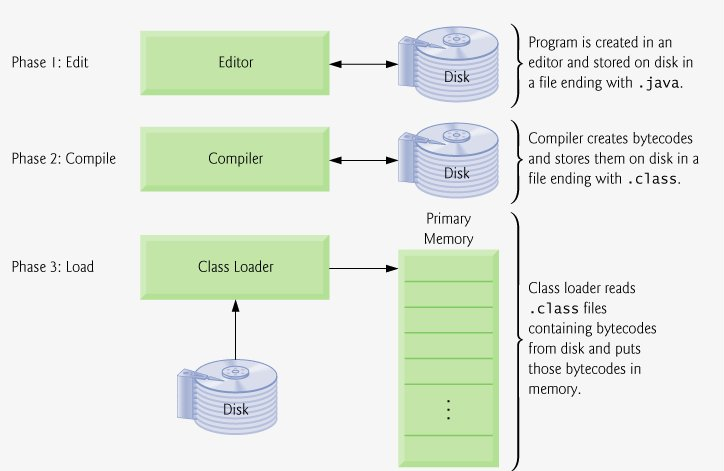 Phase 1: Edit
Editor
Disk
Program is created in an
editor and stored on disk in
a file ending with .java.
Phase 2: Compile
Compiler
Disk
Compiler creates bytecodes
and stores them on disk in a
file ending with .class.
Primary
Memory
Phase 3: Load
Class Loader
Disk
Class loader reads
.class files
containing bytecodes
from disk and puts
those bytecodes in
memory.